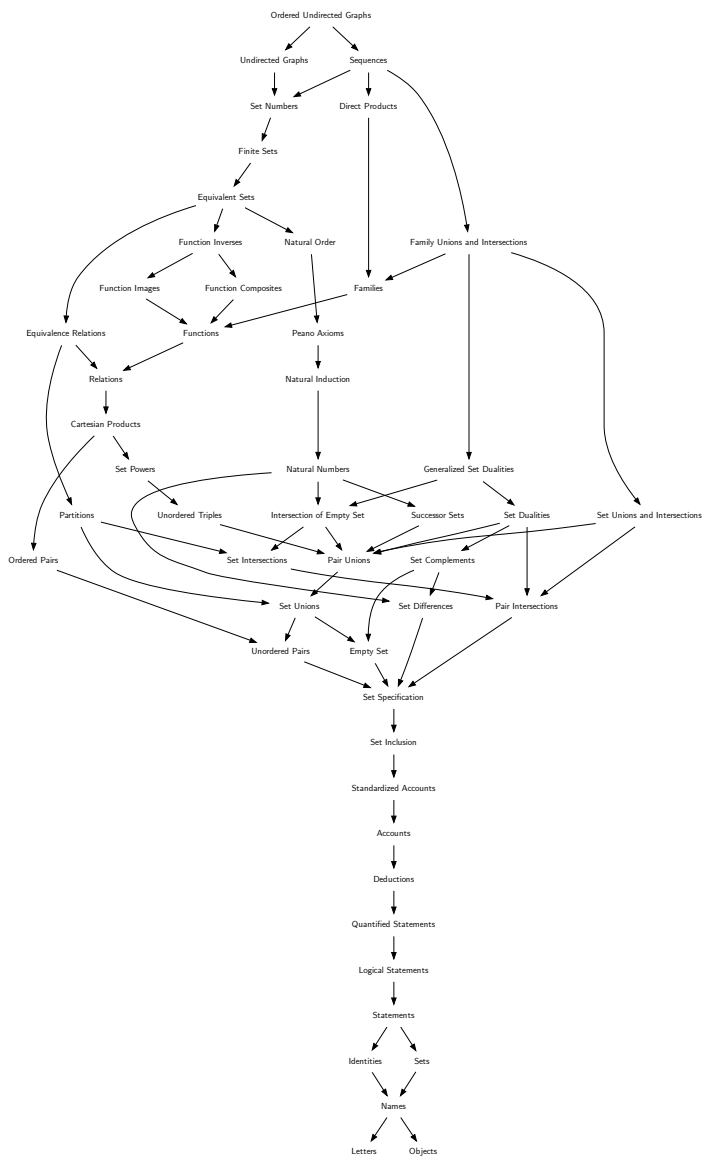 Ordered Undirected Graphs
Undirected Graphs
Sequences
Set Numbers
Direct Products
Finite Sets
Equivalent Sets
Function Inverses
Natural Order
Family Unions and Intersections
Function Images
Function Composites
Families
Equivalence Relations
Functions
Peano Axioms
Relations
Natural Induction
Cartesian Products
Set Powers
Natural Numbers
Generalized Set Dualities
Partitions
Unordered Triples
Intersection of Empty Set
Successor Sets
Set Dualities
Set Unions and Intersections
Ordered Pairs
Set Intersections
Pair Unions
Set Complements
Set Unions
Set Differences
Pair Intersections
Unordered Pairs
Empty Set
Set Specification
Set Inclusion
Standardized Accounts
Accounts
Deductions
Quantified Statements
Logical Statements
Statements
Identities
Sets
Names
Letters
Objects